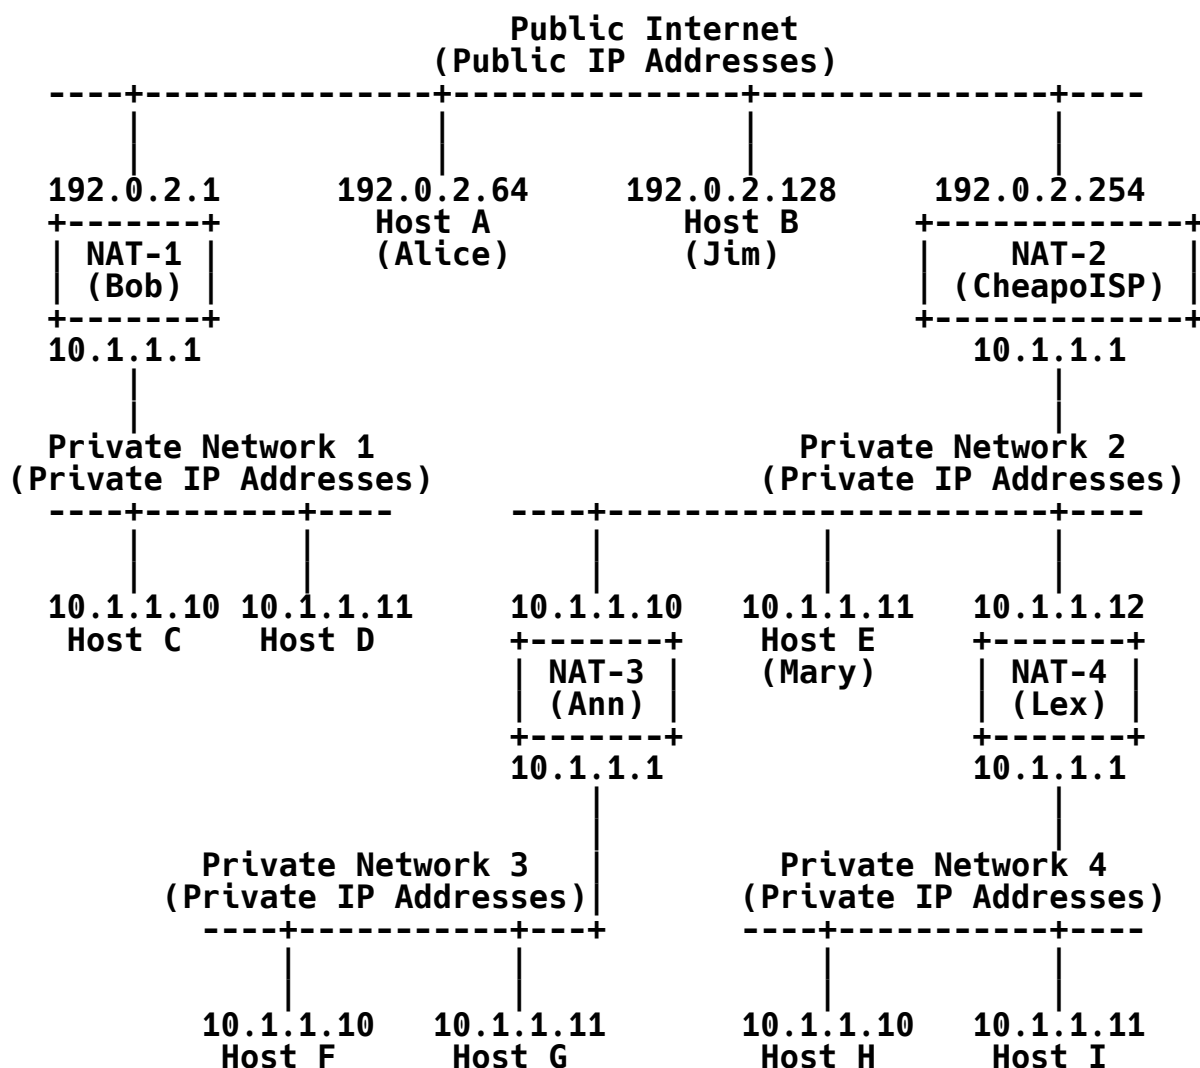 Public Internet
(Public IP Addresses)
----+---------------+---------------+---------------+----
| | | |
| | | |
192.0.2.1 192.0.2.64 192.0.2.128 192.0.2.254
+-------+ Host A Host B +-------------+
| NAT-1 | (Alice) (Jim) | NAT-2 |
| (Bob) | | (CheapoISP) |
+-------+ +-------------+
10.1.1.1 10.1.1.1
| |
| |
Private Network 1 Private Network 2
(Private IP Addresses) (Private IP Addresses)
----+--------+---- ----+-----------------------+----
| | | | |
| | | | |
10.1.1.10 10.1.1.11 10.1.1.10 10.1.1.11 10.1.1.12
Host C Host D +-------+ Host E +-------+
| NAT-3 | (Mary) | NAT-4 |
| (Ann) | | (Lex) |
+-------+ +-------+
10.1.1.1 10.1.1.1
| |
| |
Private Network 3 | Private Network 4
(Private IP Addresses)| (Private IP Addresses)
----+-----------+---+ ----+-----------+----
| | | |
| | | |
10.1.1.10 10.1.1.11 10.1.1.10 10.1.1.11
Host F Host G Host H Host I